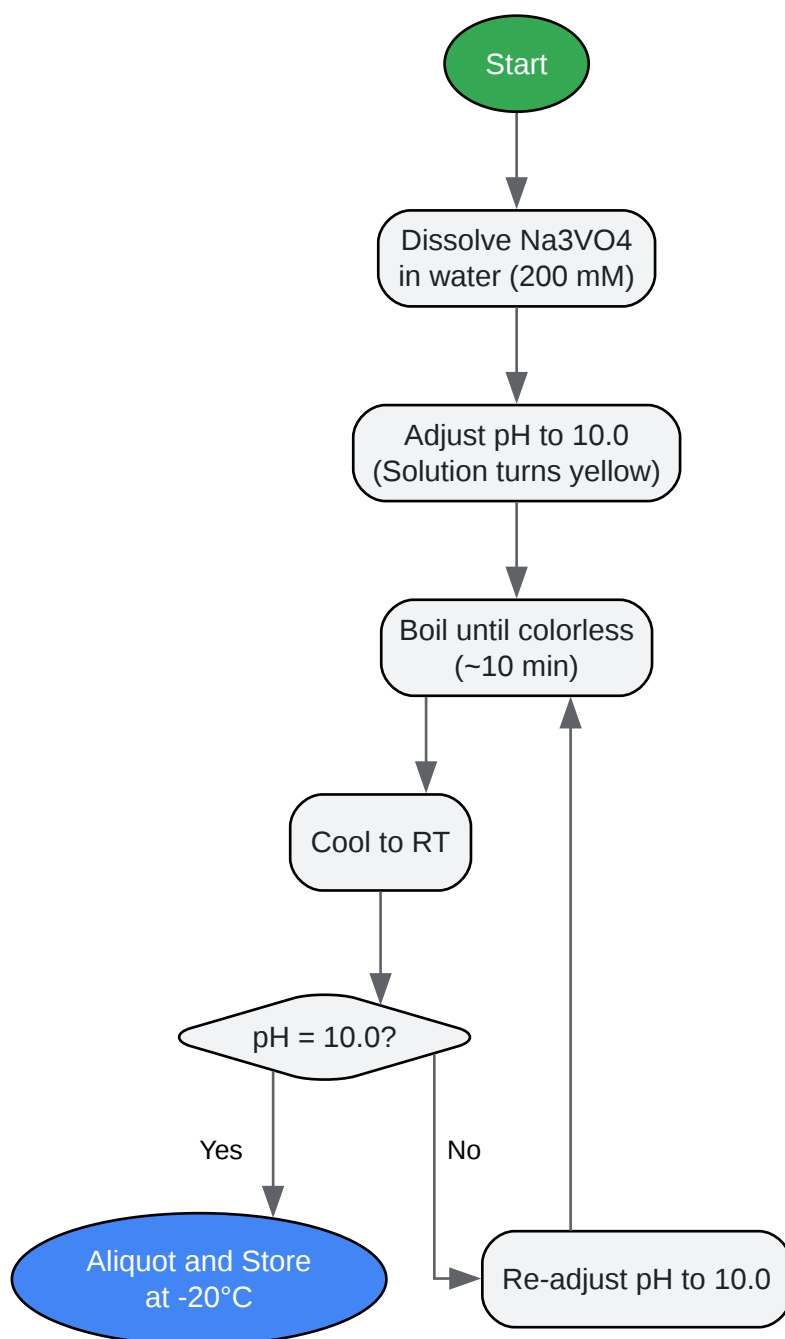 Start
Dissolve Na3VO4
in water (200 mM)
Adjust pH to 10.0
(Solution turns yellow)
Boil until colorless
(~10 min)
Cool to RT
pH = 10.0?
Yes
No
Aliquot and Store
at -20°C
Re-adjust pH to 10.0